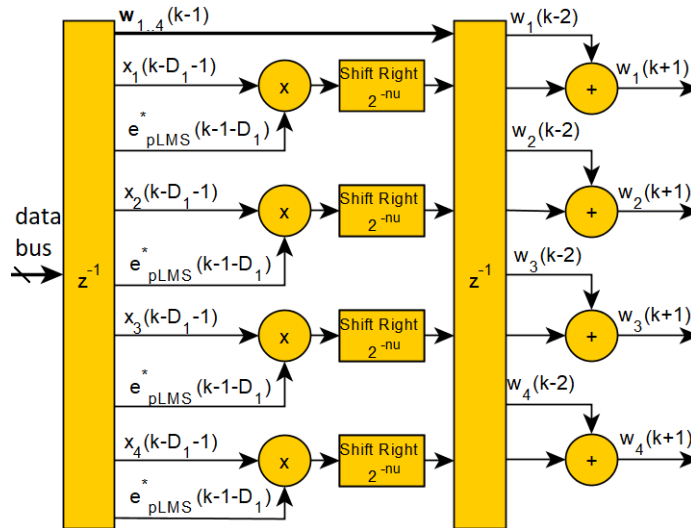 w1..4(k-1)
w1(k-2)
x1(k-D1-1)
x
Shift Right
2^-nu
+
w1(k+1)
e*pLMS(k-1-D1)
w2(k-2)
x2(k-D1-1)
x
Shift Right
2^-nu
+
w2(k+1)
data
bus
e*pLMS(k-1-D1)
z^-1
z^-1
w3(k-2)
x3(k-D1-1)
x
Shift Right
2^-nu
+
w3(k+1)
e*pLMS(k-1-D1)
w4(k-2)
x4(k-D1-1)
x
Shift Right
2^-nu
+
w4(k+1)
e*pLMS(k-1-D1)